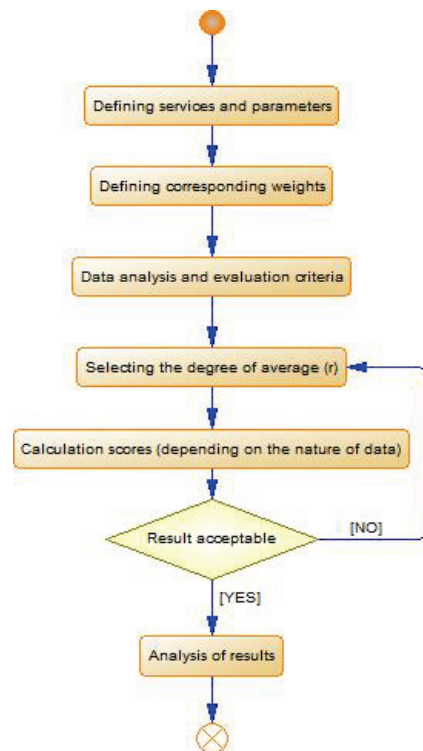 Defining services and parameters
Defining corresponding weights
Data analysis and evaluation criteria
Selecting the degree of average (r)
Calculation scores (depending on the nature of data)
Result acceptable
[NO]
[YES]
Analysis of results